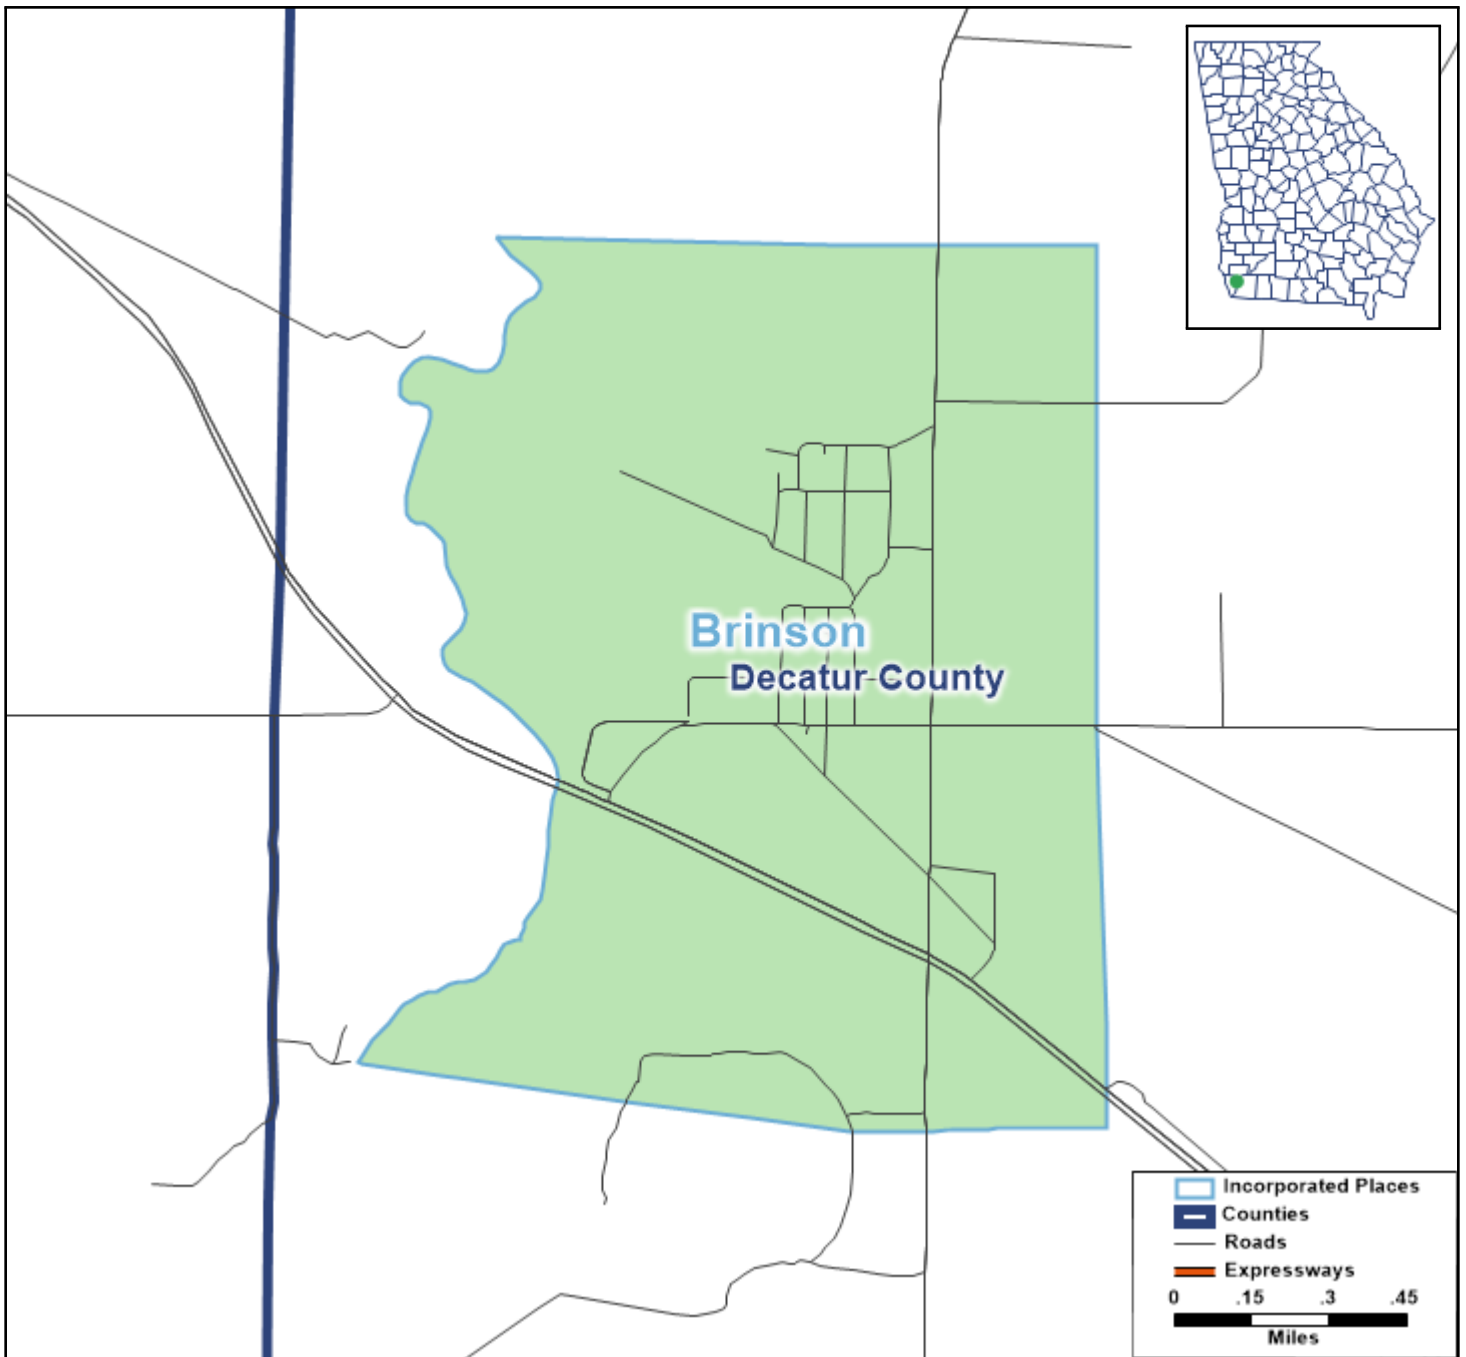 Brinson
Decatur County
Incorporated Places
Counties
Roads
Expressways
0 .15 .3 .45
Miles